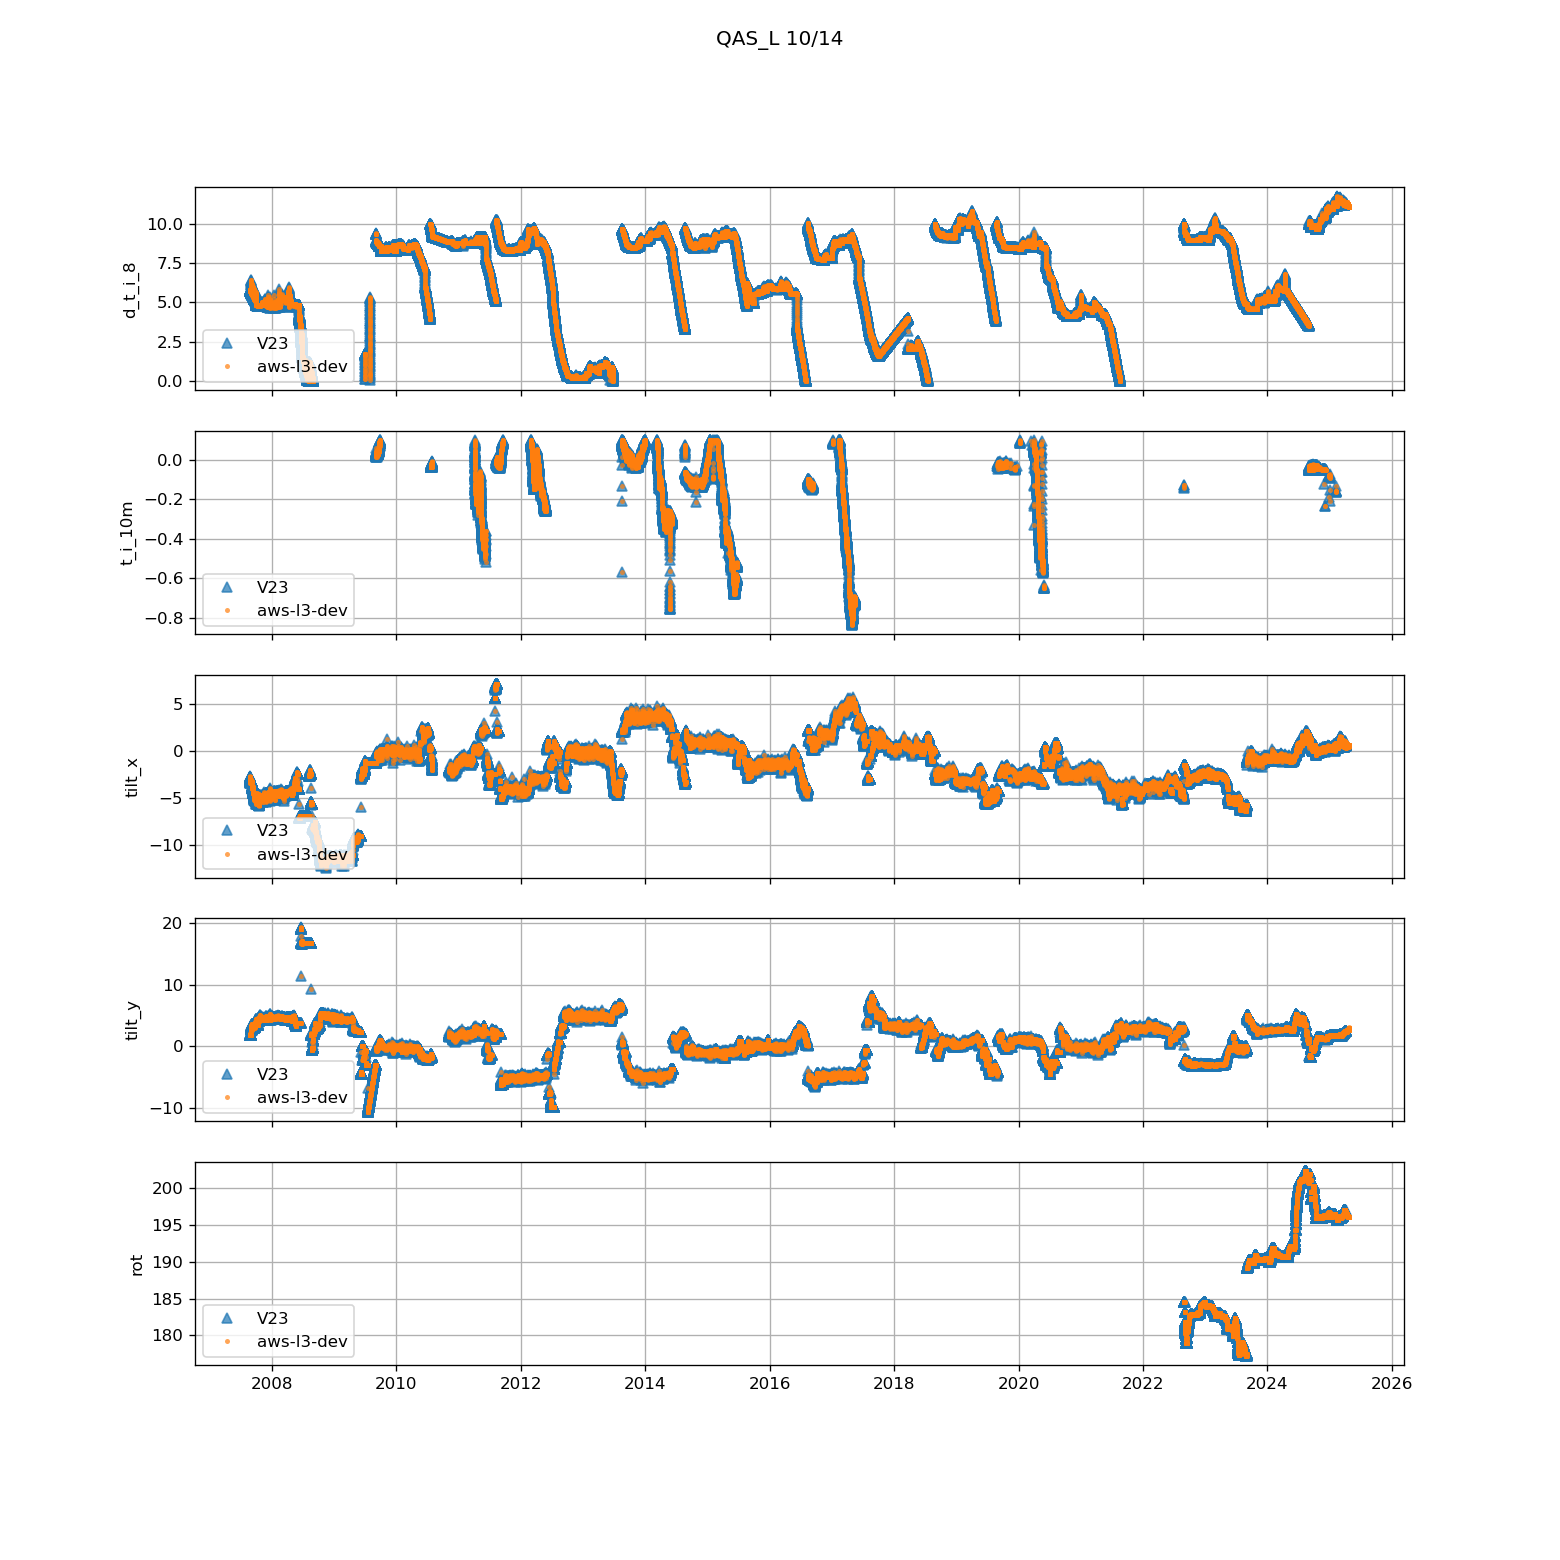 QAS_L 10/14
d_t_i_8
10.0
7.5
5.0
2.5
0.0
V23
aws-l3-dev
t_i_10m
0.0
−0.2
−0.4
−0.6
−0.8
V23
aws-l3-dev
tilt_x
5
0
−5
−10
V23
aws-l3-dev
tilt_y
20
10
0
−10
V23
aws-l3-dev
rot
200
195
190
185
180
V23
aws-l3-dev
2008 2010 2012 2014 2016 2018 2020 2022 2024 2026